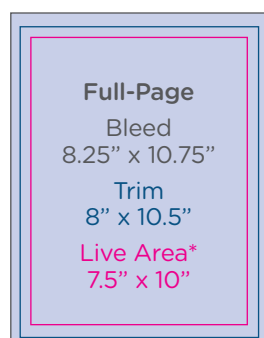 Full-Page
Bleed
8.25” x 10.75”
Trim
8” x 10.5”
Live Area*
7.5” x 10”